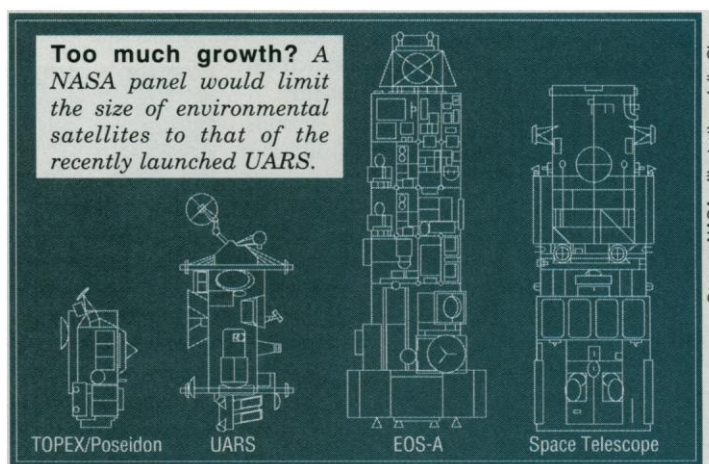 Too much growth? A
NASA panel would limit
the size of environmental
satellites to that of the
recently launched UARS.
TOPEX/Poseidon
UARS
EOS-A
Space Telescope